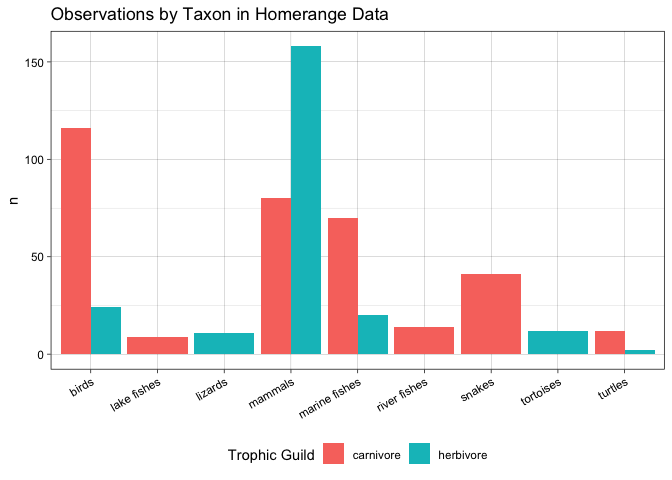 Observations by Taxon in Homerange Data
150
100
50
0
n
birds
lake fishes
lizards
mammals
marine fishes
river fishes
snakes
tortoises
turtles
Trophic Guild carnivore herbivore